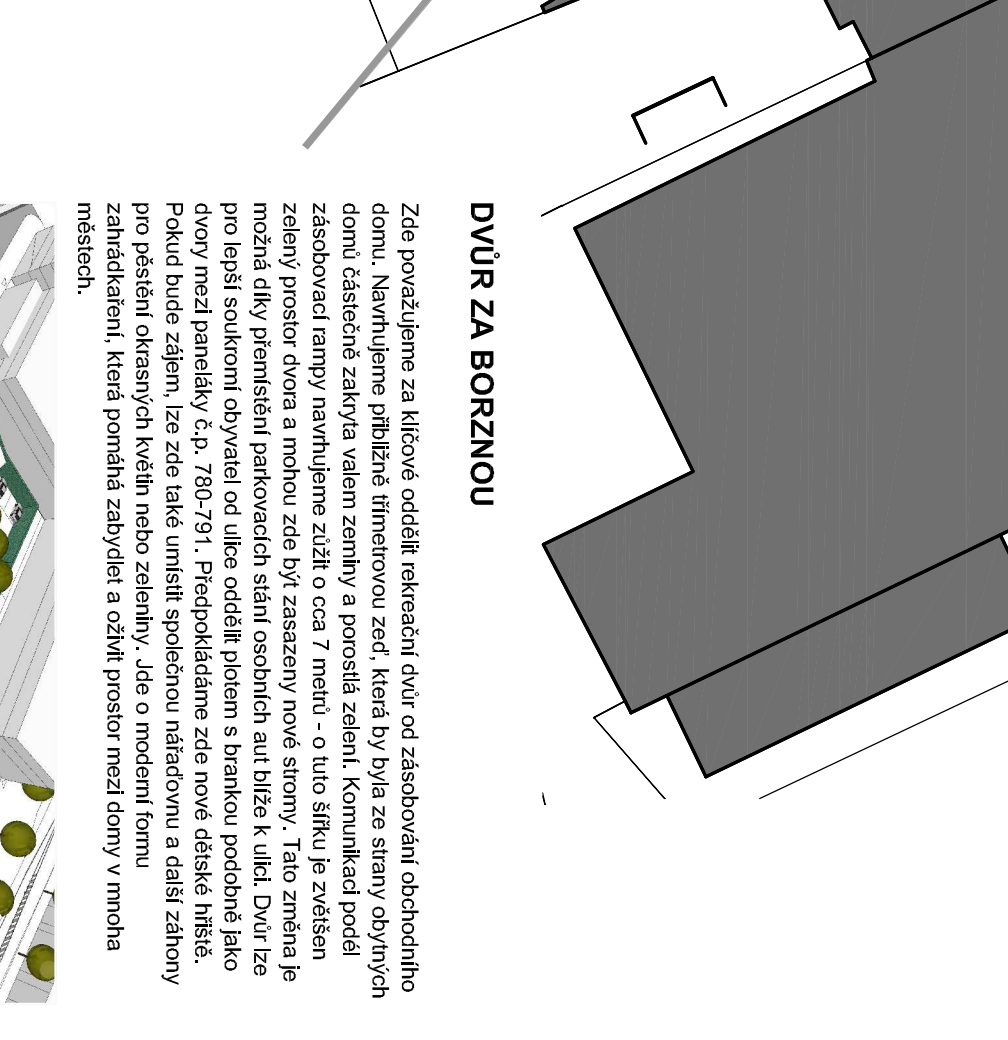 DVŮR ZA BORZNOU
Zde považujeme za klíčové oddělit rekreační dvůr od zásobování obchodního
domu. Navrhujeme přibližně třímetrovou zeď, která by byla ze strany obytných
domů částečně zakryta valem zeminy a porostlá zelení. Komunikaci podél
zásobovací rampy navrhujeme zůžit o cca 7 metrů - o tuto šířku je zvětšen
zelený prostor dvora a mohou zde být zasazeny nové stromy. Tato změna je
možná díky přemístění parkovacích stání osobních aut blíže k ulici. Dvůr lze
pro lepší soukromí obyvatel od ulice oddělit plotem s brankou podobně jako
dvory mezi paneláky č.p. 780-791. Předpokládáme zde nové dětské hřiště.
Pokud bude zájem, lze zde také umístit společnou nářaďovnu a další záhony
pro pěstění okrasných květin nebo zeleniny. Jde o moderní formu
zahrádkaření, která pomáhá zabydlet a oživit prostor mezi domy v mnoha
městech.